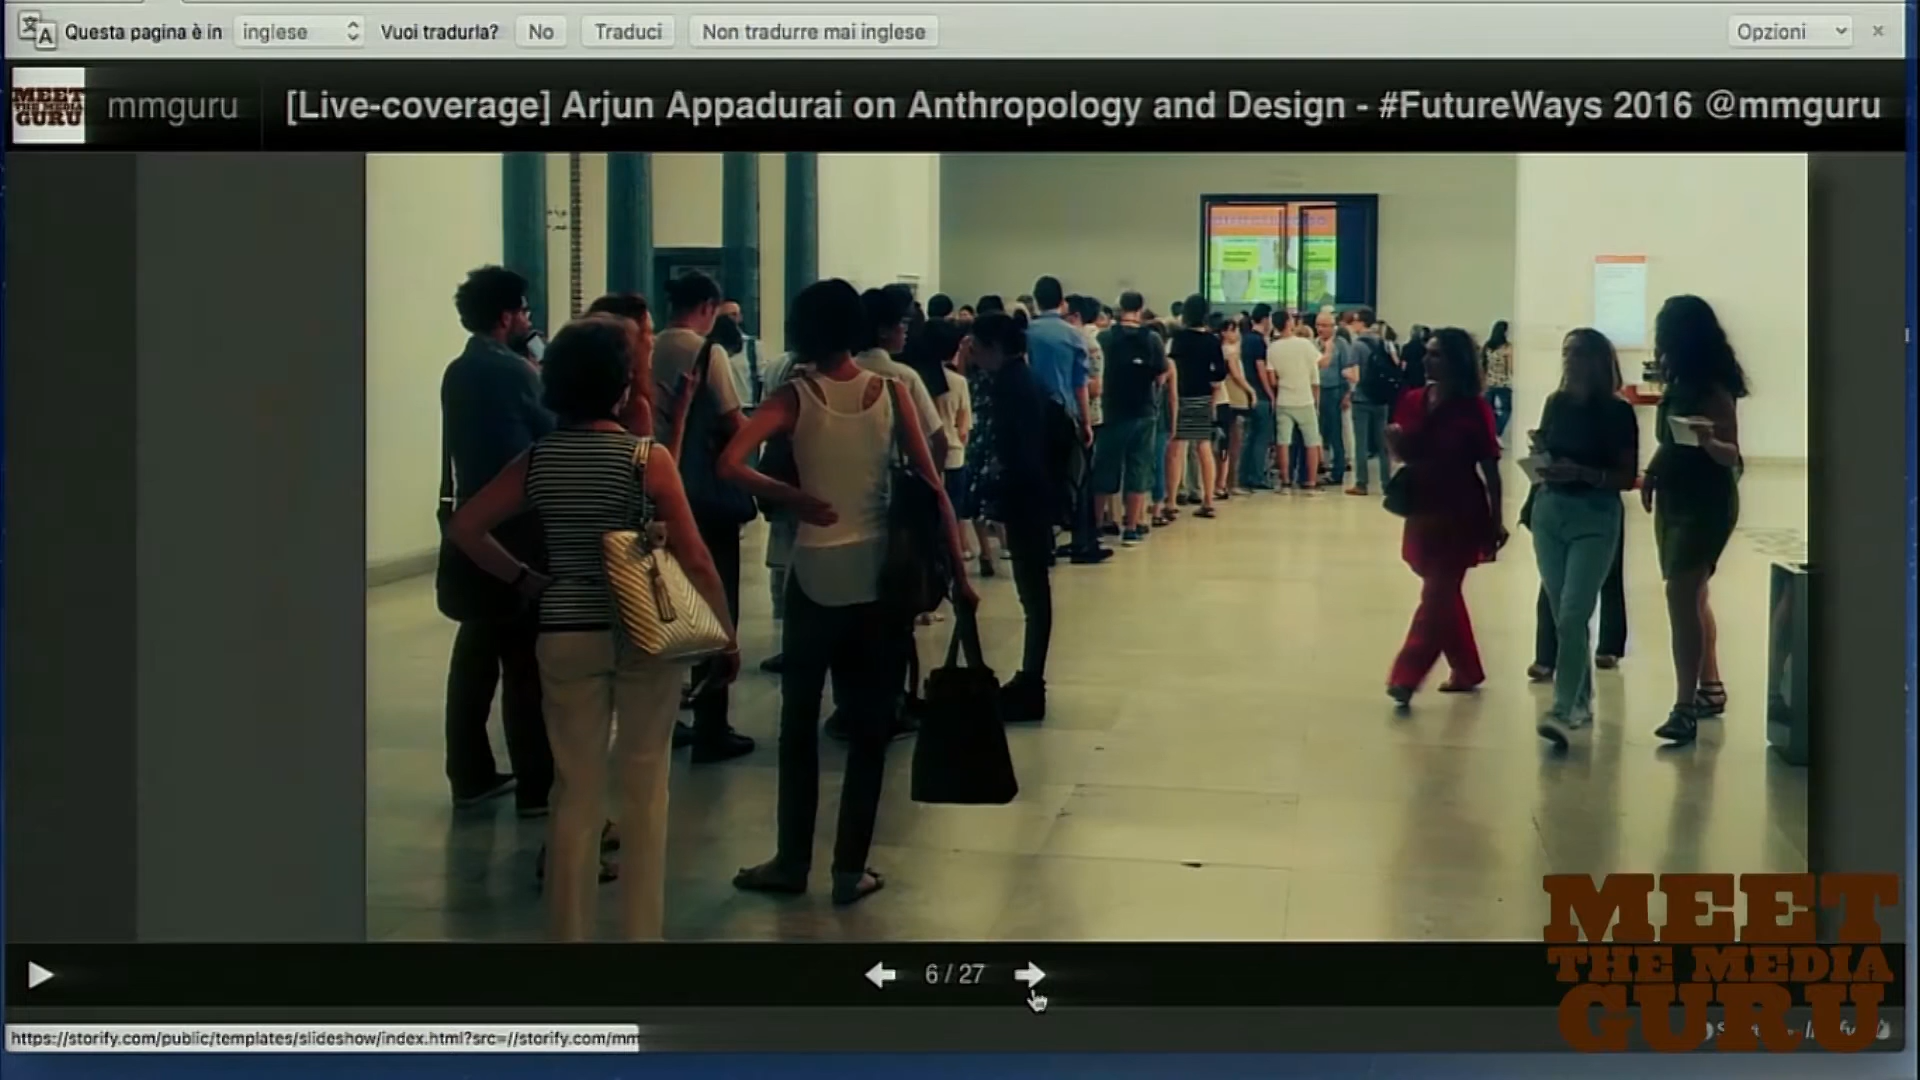 Questa pagina è in inglese Vuoi tradurla? No Traduci Non tradurre mai inglese Opzioni ×
MEET
THE MEDIA
GURU
mmguru
[Live-coverage] Arjun Appadurai on Anthropology and Design - #FutureWays 2016 @mmguru
6 / 27
https://storify.com/public/templates/slideshow/index.html?src=//storify.com/mm
MEET
THE MEDIA
GURU